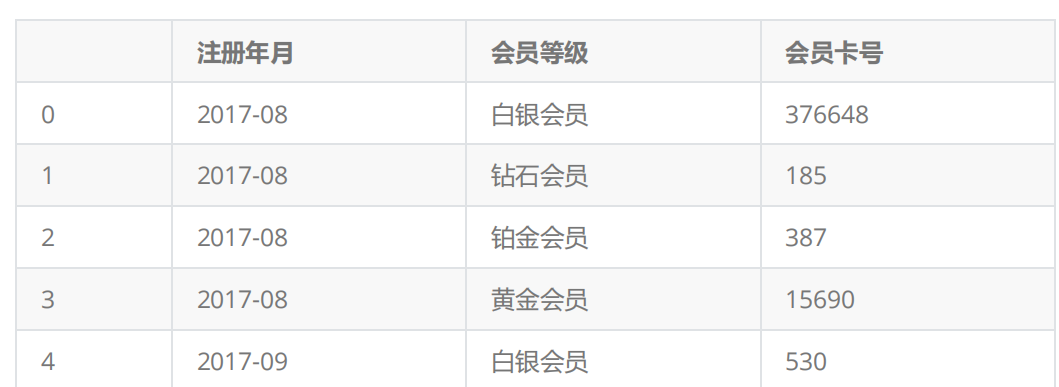 注册年月 会员等级 会员卡号
0 2017-08 白银会员 376648
1 2017-08 钻石会员 185
2 2017-08 铂金会员 387
3 2017-08 黄金会员 15690
4 2017-09 白银会员 530